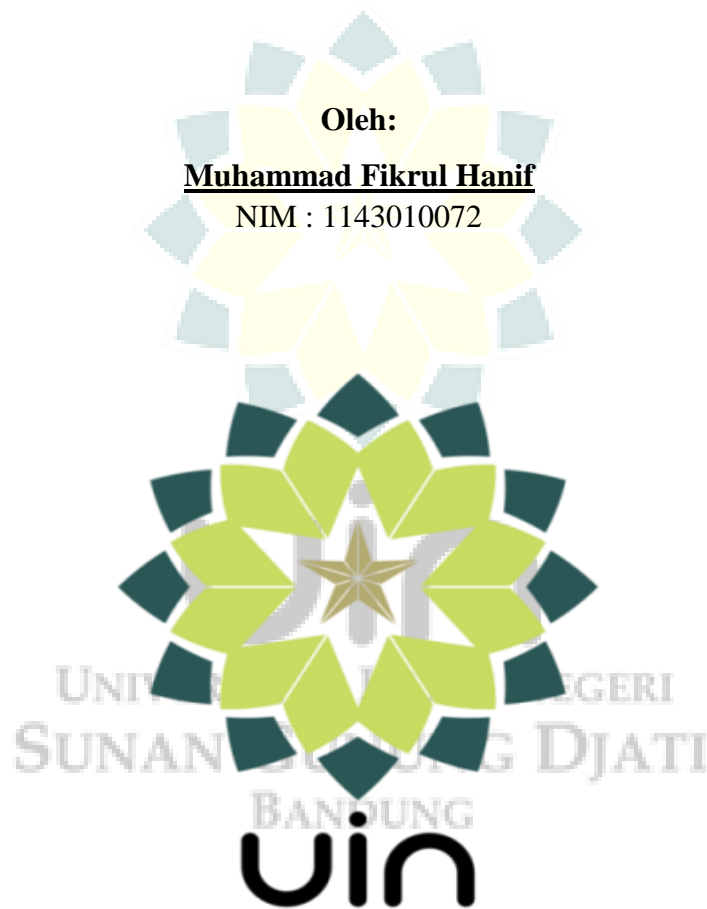 Oleh:
Muhammad Fikrul Hanif
NIM : 1143010072
SUNAN G DJATI
BANDUNG
uin